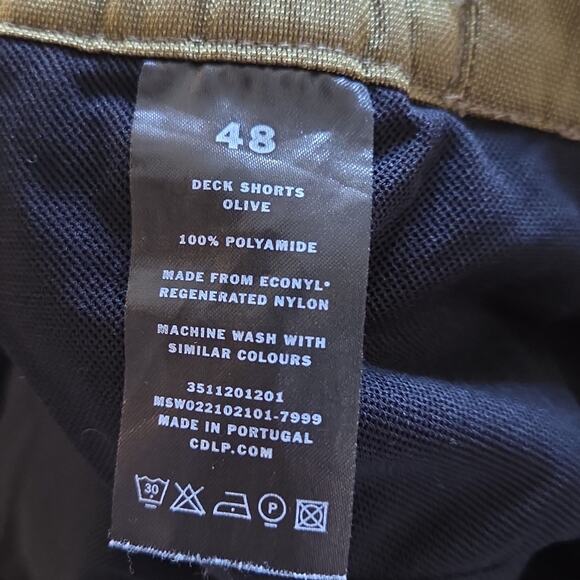 48
DECK SHORTS
OLIVE
100% POLYAMIDE
MADE FROM ECONYL®
REGENERATED NYLON
MACHINE WASH WITH
SIMILAR COLOURS
3511201201
MSW022102101-7999
MADE IN PORTUGAL
CDLP.COM
30 P